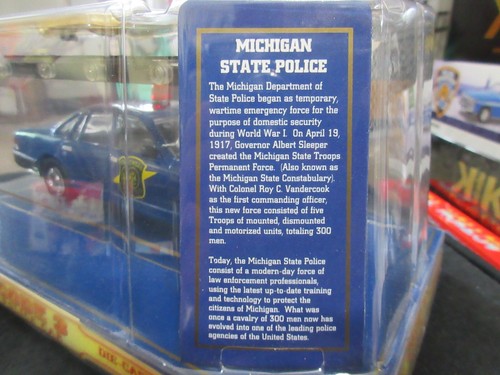 MICHIGAN
STATE POLICE
The Michigan Department of
State Police began as temporary,
wartime emergency force for the
purpose of domestic security
during World War I. On April 19,
1917, Governor Albert Sleeper
created the Michigan State Troops
Permanent Force. (Also known as
the Michigan State Constabulary).
With Colonel Roy C. Vandercook
as the first commanding officer,
this new force consisted of five
Troops of mounted, dismounted
and motorized units, totaling 300
men.
Today, the Michigan State Police
consist of a modern-day force of
law enforcement professionals,
using the latest up-to-date training
and technology to protect the
citizens of Michigan. What was
once a cavalry of 300 men now has
evolved into one of the leading police
agencies of the United States.
DIE CA